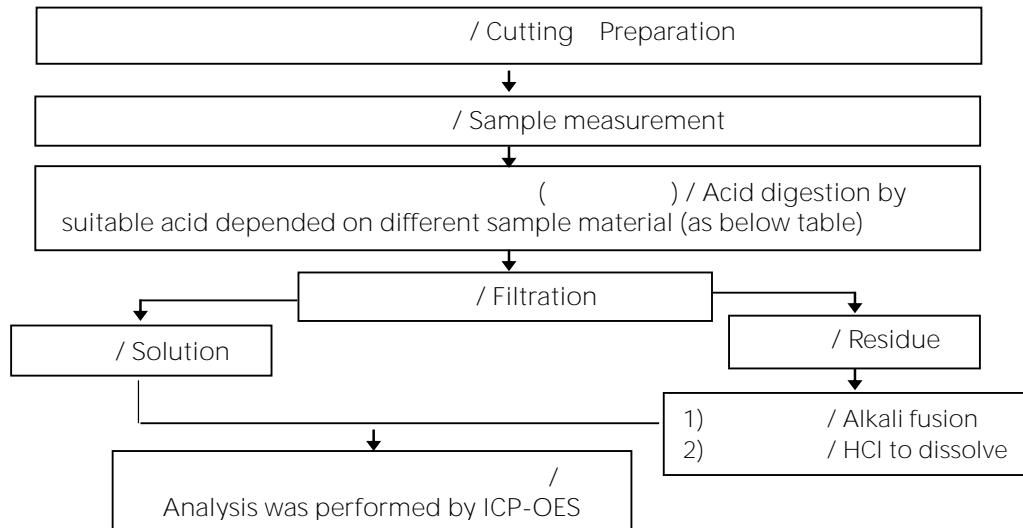 / Cutting Preparation
/ Sample measurement
( ) / Acid digestion by
suitable acid depended on different sample material (as below table)
/ Filtration
/ Solution
/ Residue
1) / Alkali fusion
2) / HCl to dissolve
/
Analysis was performed by ICP-OES